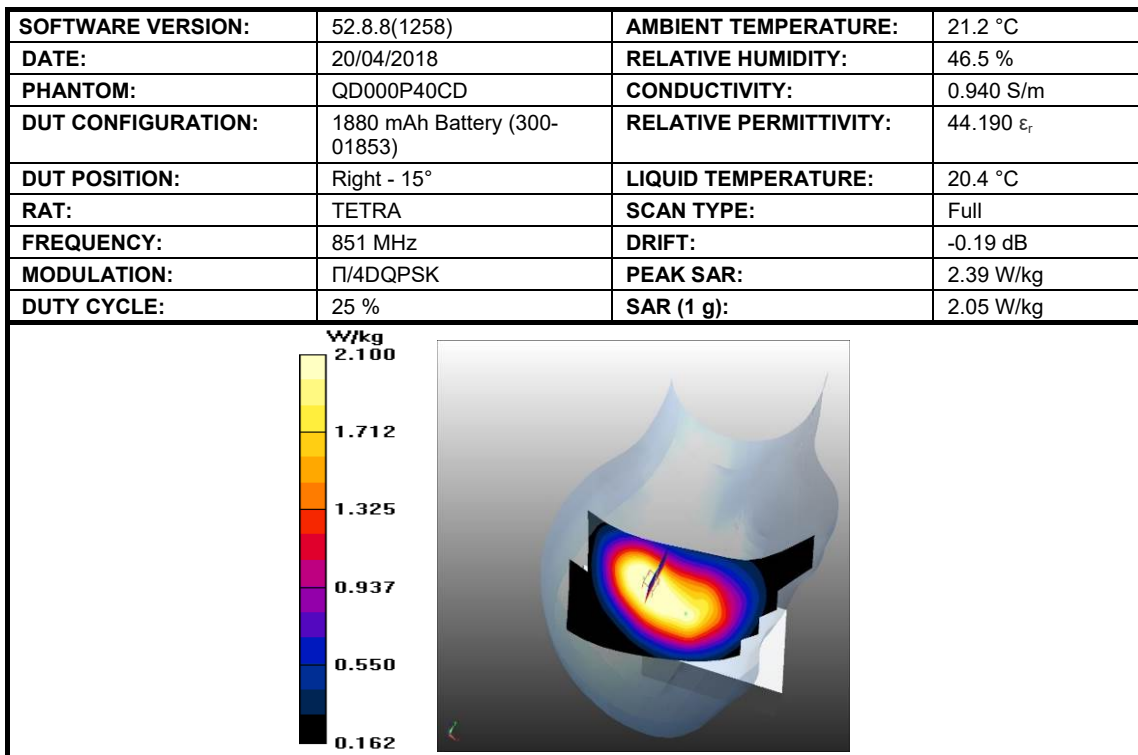 SOFTWARE VERSION: 52.8.8(1258) AMBIENT TEMPERATURE: 21.2 °C
DATE: 20/04/2018 RELATIVE HUMIDITY: 46.5 %
PHANTOM: QD000P40CD CONDUCTIVITY: 0.940 S/m
DUT CONFIGURATION: 1880 mAh Battery (300-
01853) RELATIVE PERMITTIVITY: 44.190 εr
DUT POSITION: Right - 15° LIQUID TEMPERATURE: 20.4 °C
RAT: TETRA SCAN TYPE: Full
FREQUENCY: 851 MHz DRIFT: -0.19 dB
MODULATION: Π/4DQPSK PEAK SAR: 2.39 W/kg
DUTY CYCLE: 25 % SAR (1 g): 2.05 W/kg
W/kg
2.100
1.712
1.325
0.937
0.550
0.162